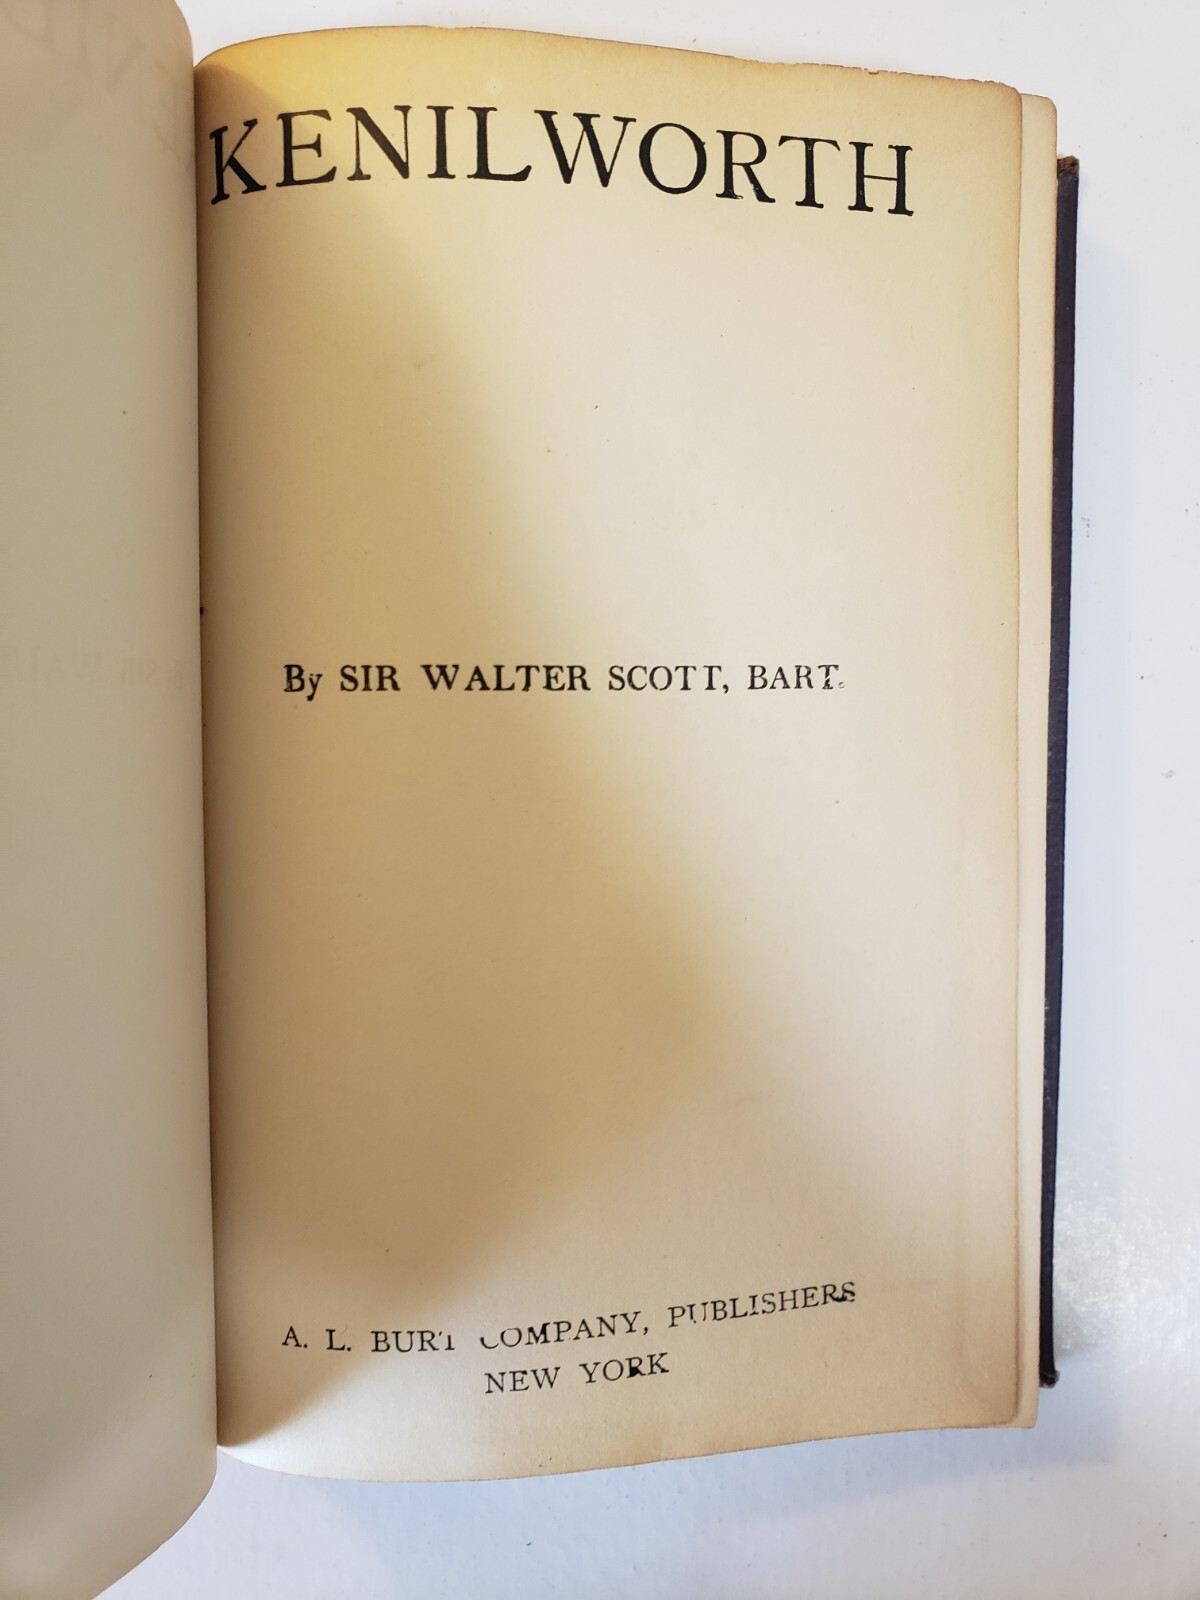 KENILWORTH
By SIR WALTER SCOTT, BART.
A. L. BURT COMPANY, PUBLISHERS
NEW YORK